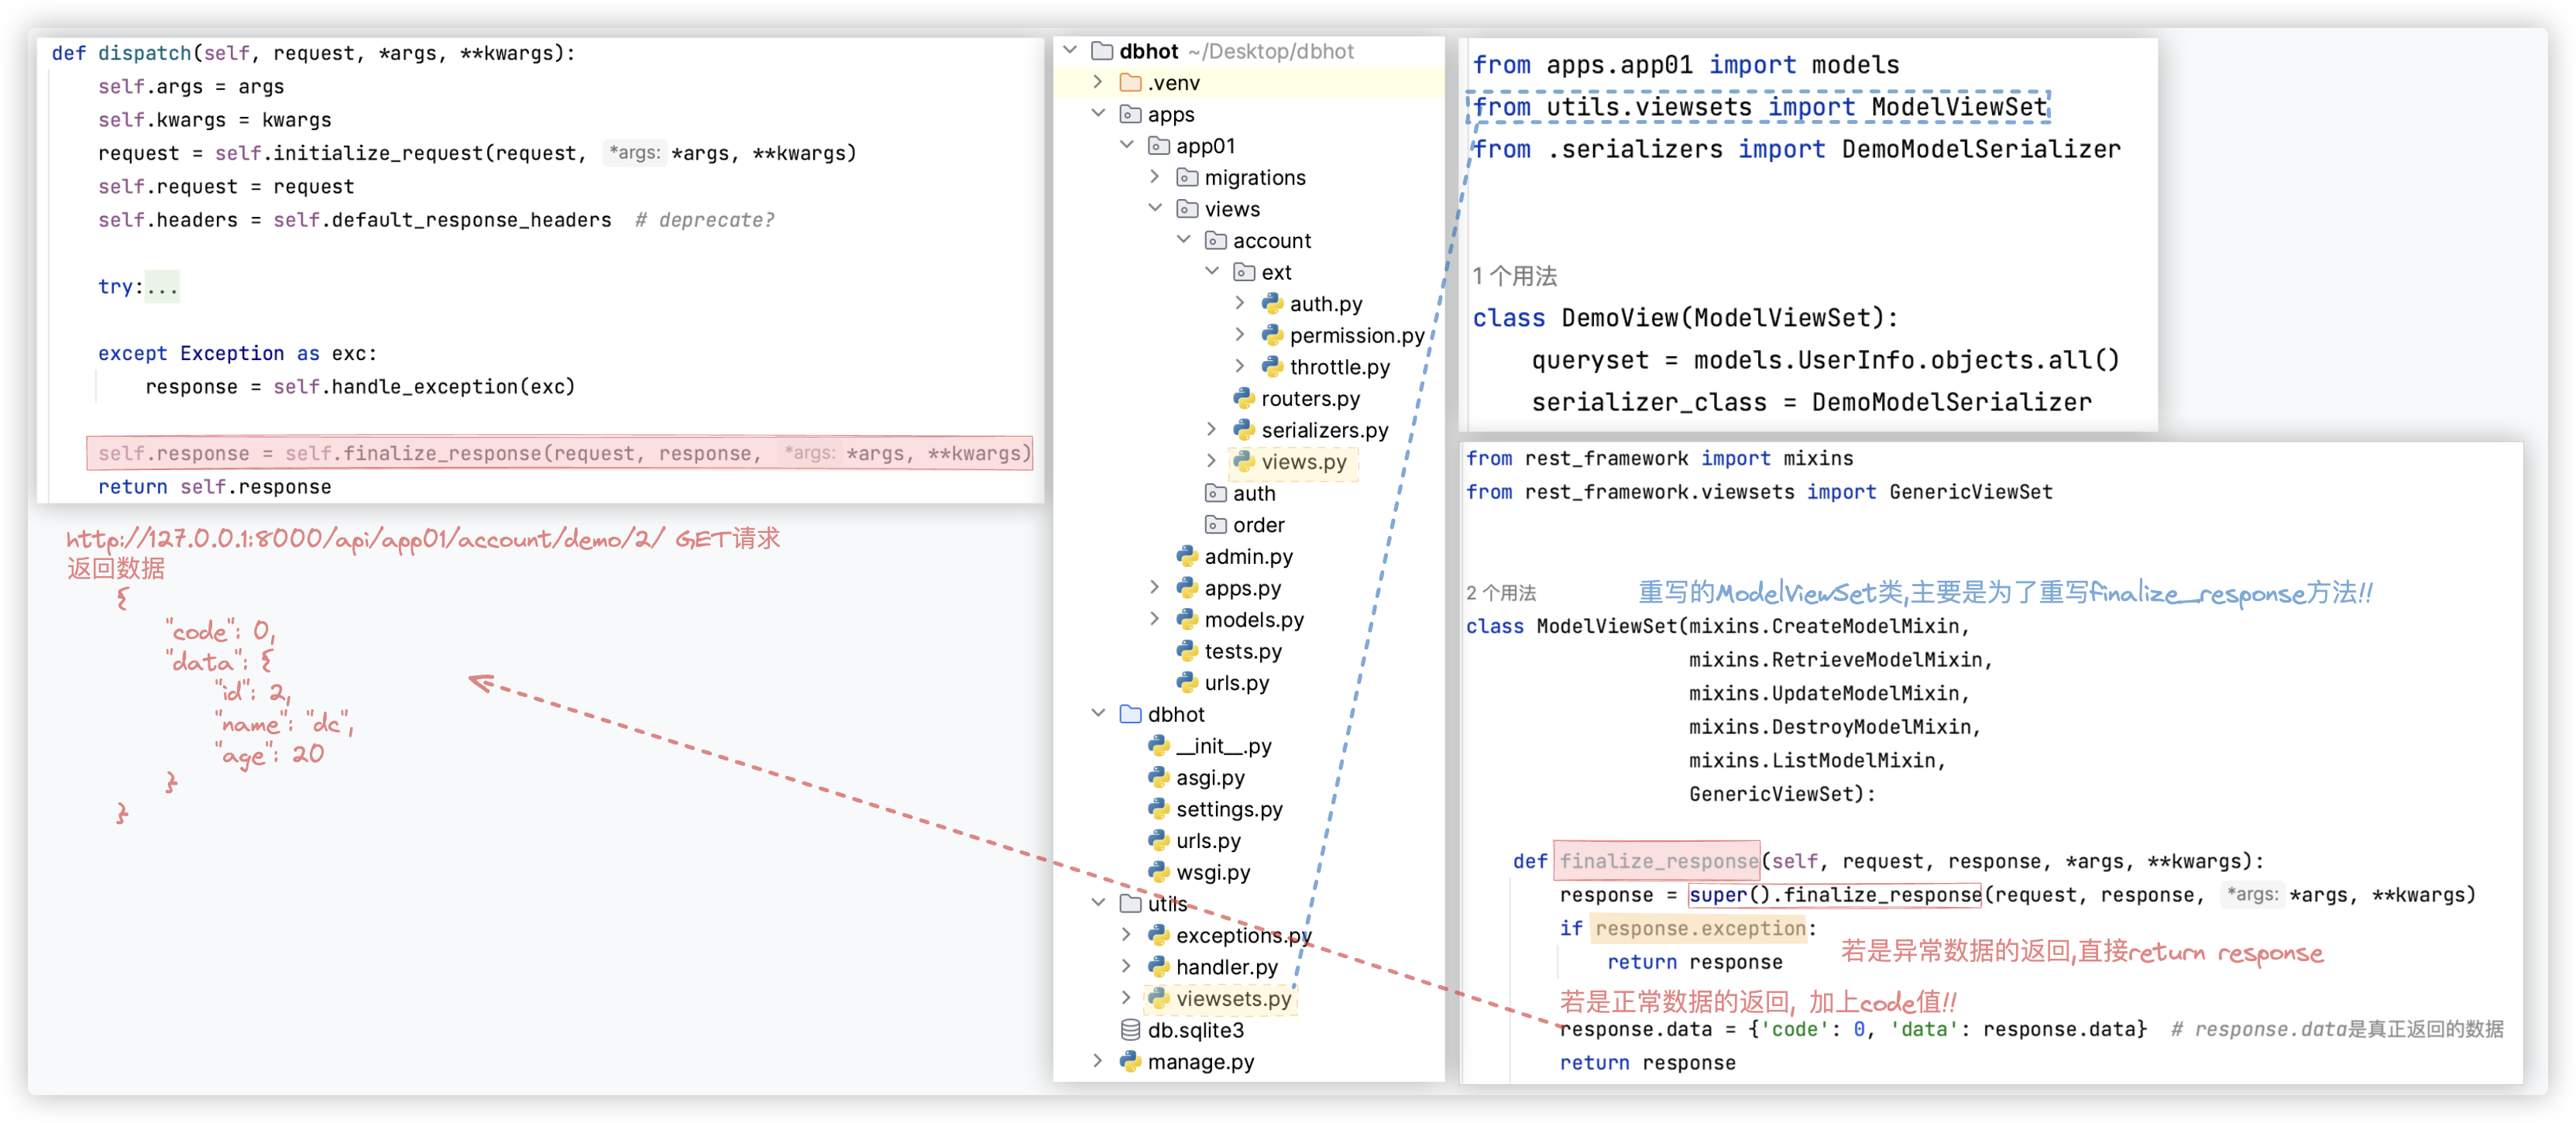 def dispatch(self, request, *args, **kwargs):
self.args = args
self.kwargs = kwargs
request = self.initialize_request(request, *args: *args, **kwargs)
self.request = request
self.headers = self.default_response_headers  # deprecate?
try:...
except Exception as exc:
response = self.handle_exception(exc)
self.response = self.finalize_response(request, response, *args: *args, **kwargs)
return self.response
http://127.0.0.1:8000/api/app01/account/demo/2/ GET请求
返回数据
{
"code": 0,
"data": {
"id": 2,
"name": "dc",
"age": 20
}
}
dbhot ~/Desktop/dbhot
.venv
apps
app01
migrations
views
account
ext
auth.py
permission.py
throttle.py
routers.py
serializers.py
views.py
auth
order
admin.py
apps.py
models.py
tests.py
urls.py
dbhot
__init__.py
asgi.py
settings.py
urls.py
wsgi.py
utils
exceptions.py
handler.py
viewsets.py
db.sqlite3
manage.py
from apps.app01 import models
from utils.viewsets import ModelViewSet
from .serializers import DemoModelSerializer
1 个用法
class DemoView(ModelViewSet):
queryset = models.UserInfo.objects.all()
serializer_class = DemoModelSerializer
from rest_framework import mixins
from rest_framework.viewsets import GenericViewSet
2 个用法
重写的ModelViewSet类,主要是为了重写finalize_response方法!!
class ModelViewSet(mixins.CreateModelMixin,
mixins.RetrieveModelMixin,
mixins.UpdateModelMixin,
mixins.DestroyModelMixin,
mixins.ListModelMixin,
GenericViewSet):
def finalize_response(self, request, response, *args, **kwargs):
response = super().finalize_response(request, response, *args: *args, **kwargs)
if response.exception:
return response
若是异常数据的返回,直接return response
若是正常数据的返回, 加上code值!!
response.data = {'code': 0, 'data': response.data}  # response.data是真正返回的数据
return response